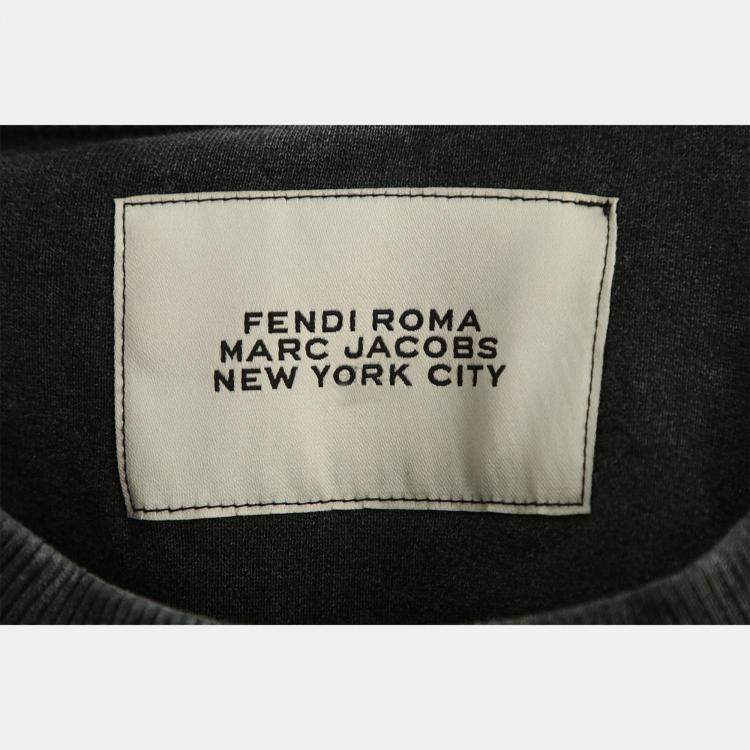 FENDI ROMA
MARC JACOBS
NEW YORK CITY